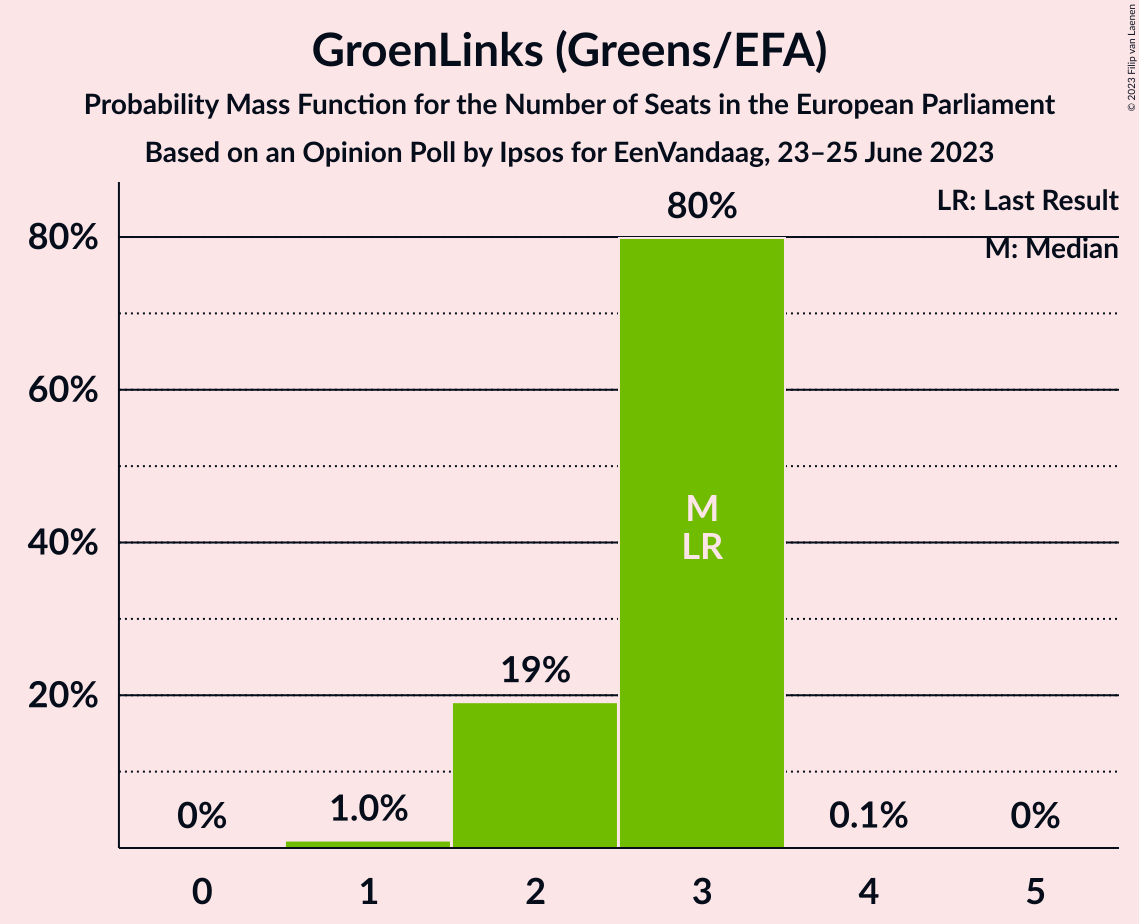 GroenLinks (Greens/EFA)
Probability Mass Function for the Number of Seats in the European Parliament
Based on an Opinion Poll by Ipsos for EenVandaag, 23–25 June 2023
© 2023 Filip van Laenen
LR: Last Result
M: Median
80%
60%
40%
20%
0%
1.0%
19%
80%
M
LR
0.1%
0%
0
1
2
3
4
5